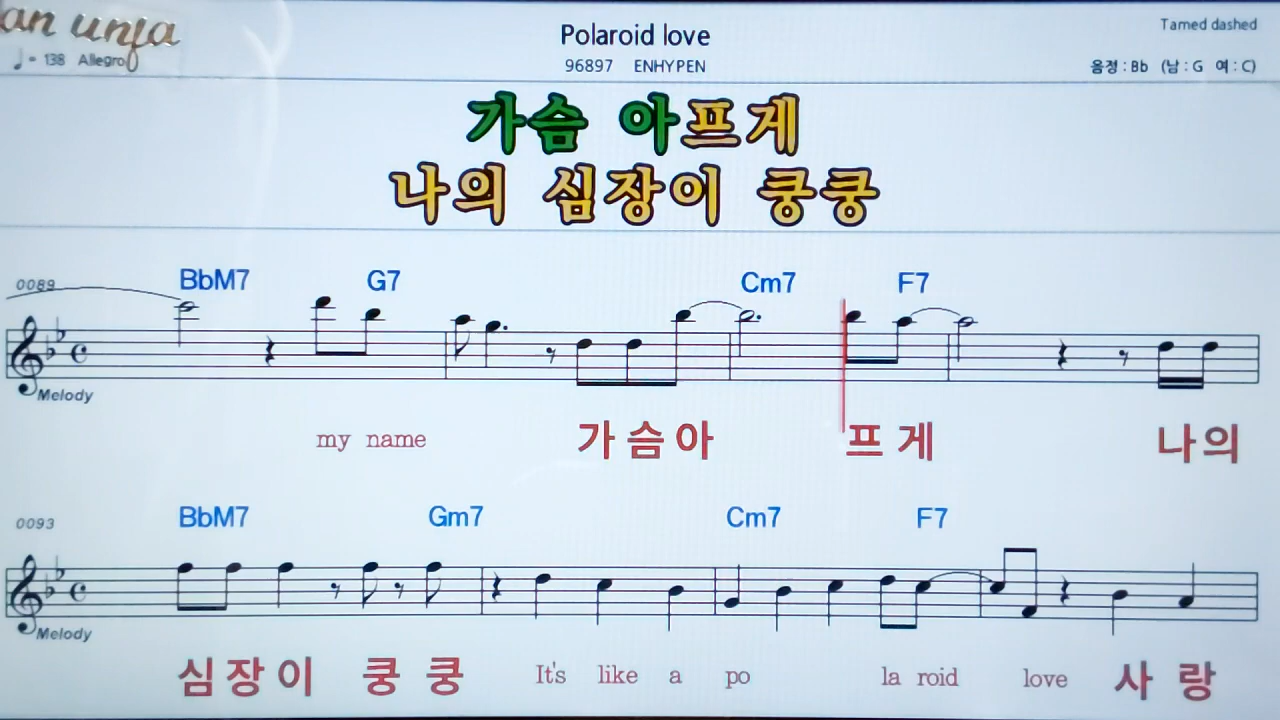 an unja
Polaroid love
Tamed dashed
♩= 138 Allegro
96897 ENHYPEN
음정 : Bb (남 : G 여 : C)
가슴 아프게
나의 심장이 쿵쿵
0089
BbM7 G7 Cm7 F7
Melody
my name 가 슴 아 프 게 나 의
0093
BbM7 Gm7 Cm7 F7
Melody
심 장 이 쿵 쿵 It's like a po la roid love 사 랑